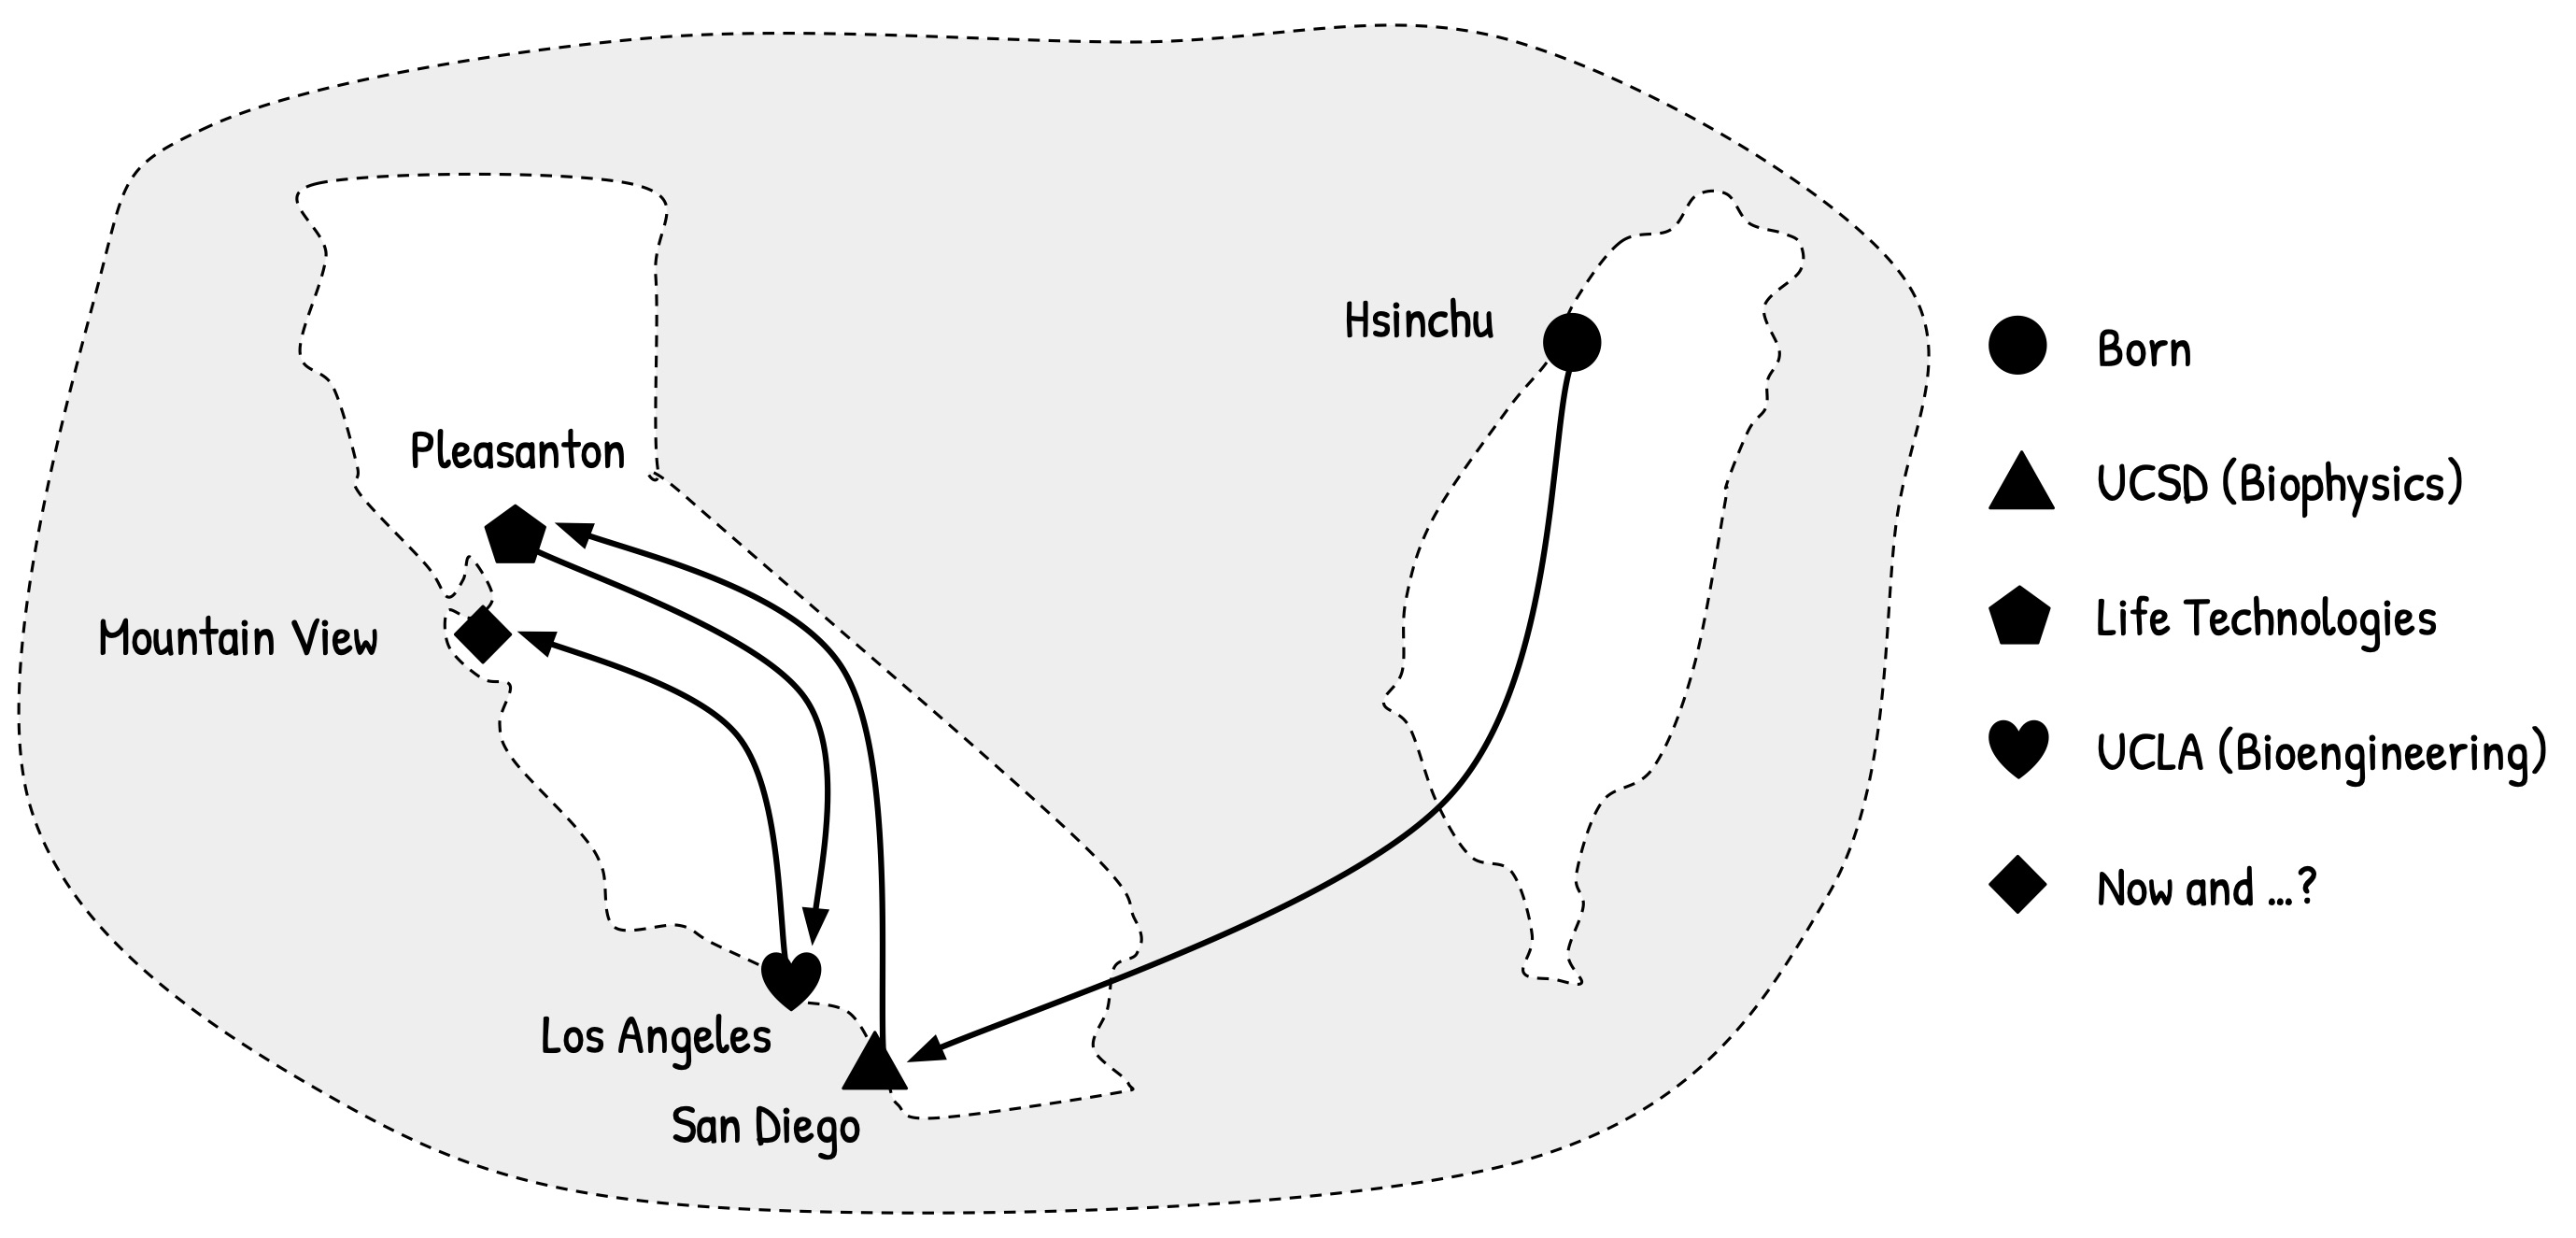 Hsinchu
Pleasanton
Mountain View
Los Angeles
San Diego
Born
UCSD (Biophysics)
Life Technologies
UCLA (Bioengineering)
Now and ...?